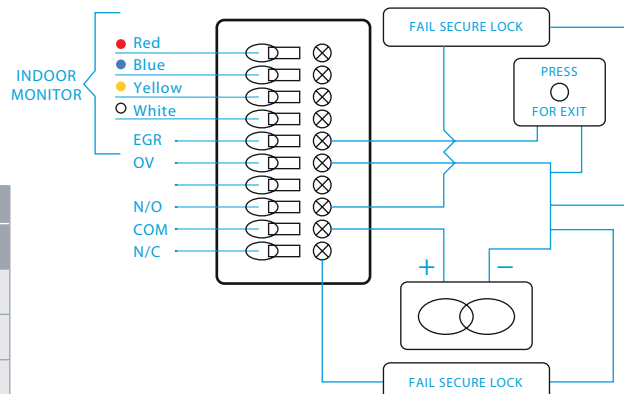 FAIL SECURE LOCK
Red
Blue
Yellow
White
INDOOR
MONITOR
PRESS
FOR EXIT
EGR
OV
N/O
COM
N/C
+ −
FAIL SECURE LOCK